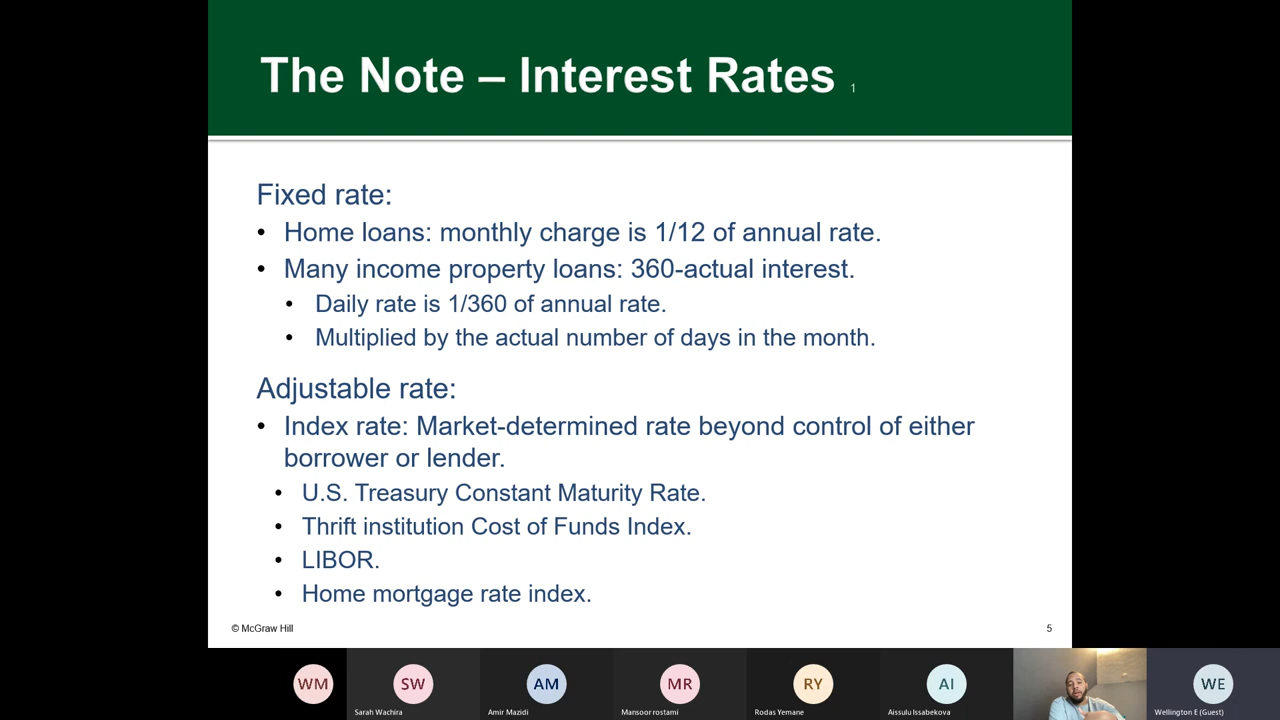 The Note – Interest Rates 1
Fixed rate:
• Home loans: monthly charge is 1/12 of annual rate.
• Many income property loans: 360-actual interest.
• Daily rate is 1/360 of annual rate.
• Multiplied by the actual number of days in the month.
Adjustable rate:
• Index rate: Market-determined rate beyond control of either
borrower or lender.
• U.S. Treasury Constant Maturity Rate.
• Thrift institution Cost of Funds Index.
• LIBOR.
• Home mortgage rate index.
© McGraw Hill
5
WM
SW
AM
MR
RY
AI
WE
Sarah Wachira
Amir Mazidi
Mansoor rostami
Rodas Yemane
Aissulu Issabekova
Wellington E (Guest)